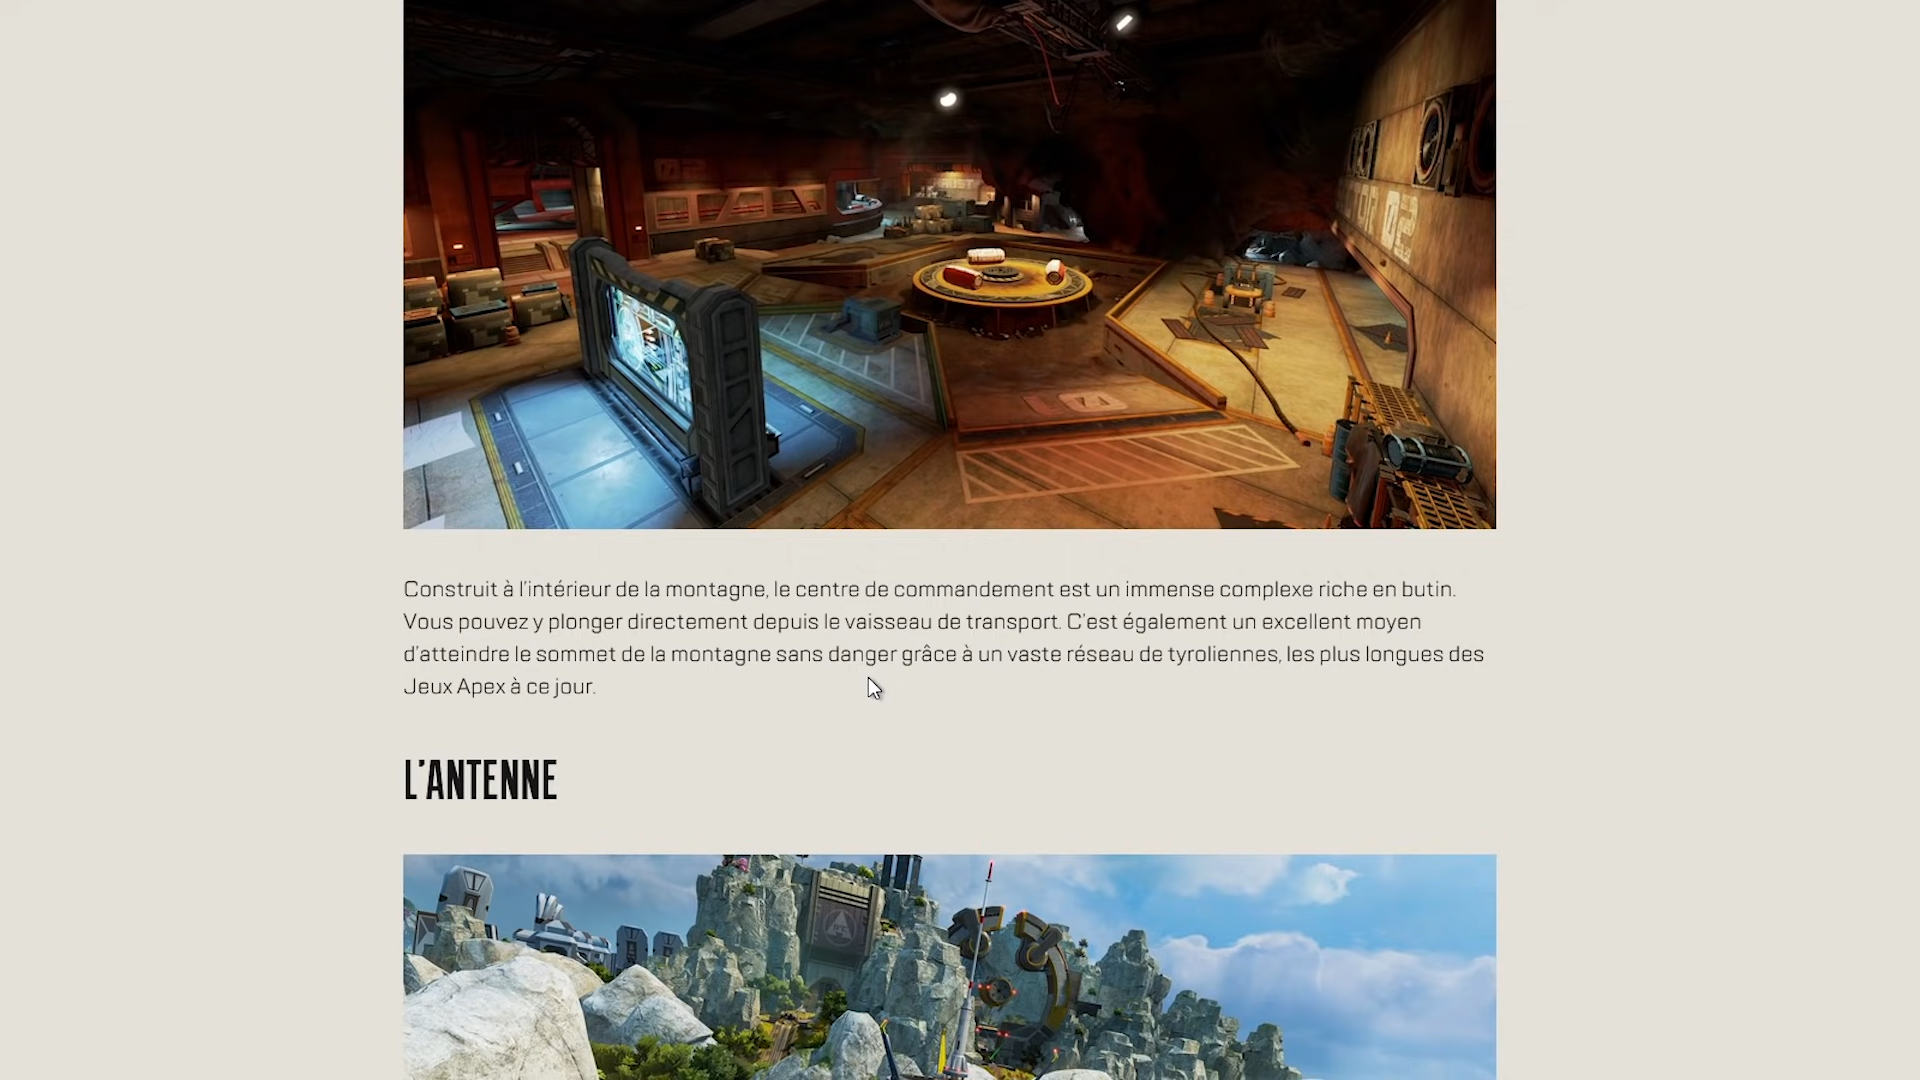 02
02
Construit à l'intérieur de la montagne, le centre de commandement est un immense complexe riche en butin.
Vous pouvez y plonger directement depuis le vaisseau de transport. C'est également un excellent moyen
d'atteindre le sommet de la montagne sans danger grâce à un vaste réseau de tyroliennes, les plus longues des
Jeux Apex à ce jour.
L'ANTENNE